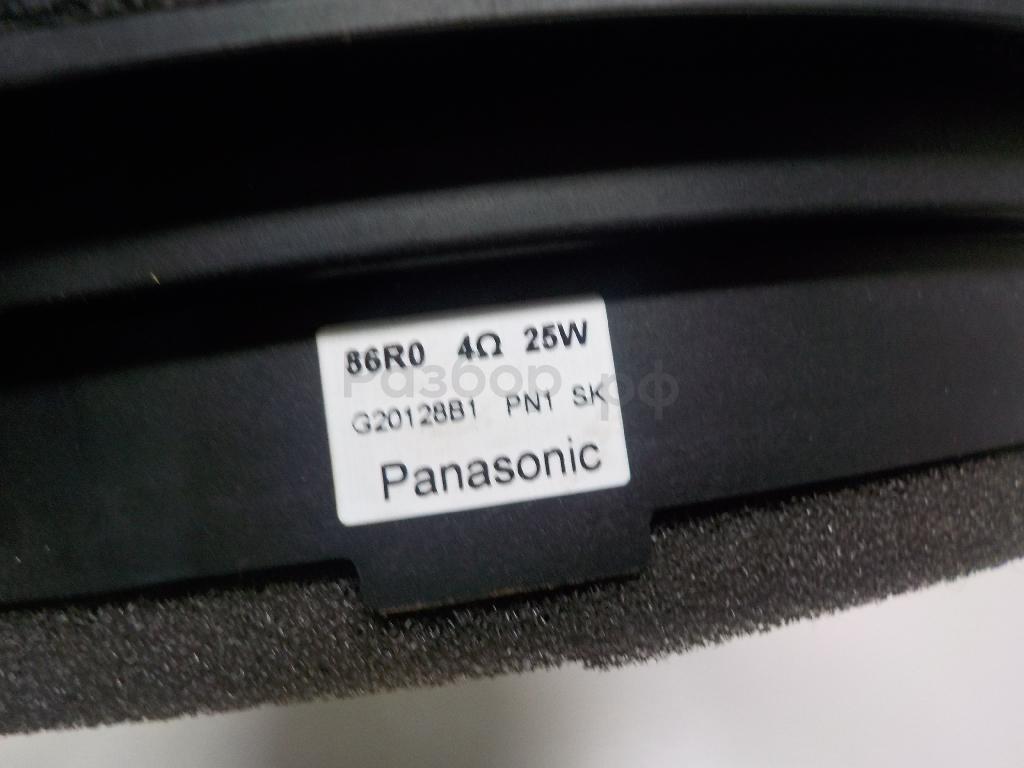 86R0 4Ω 25W
Разбор.рф
G20128B1 PN1 SK
Panasonic